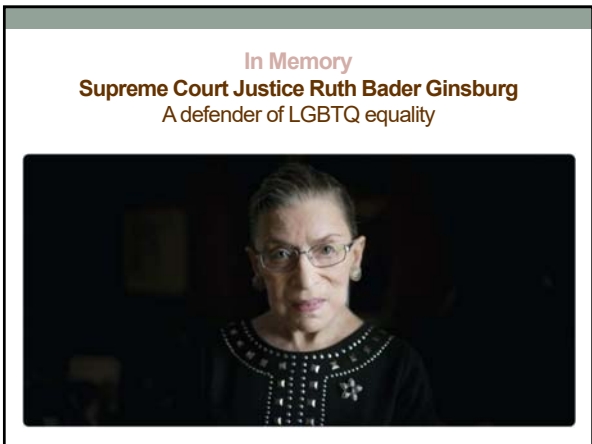 In Memory
Supreme Court Justice Ruth Bader Ginsburg
A defender of LGBTQ equality